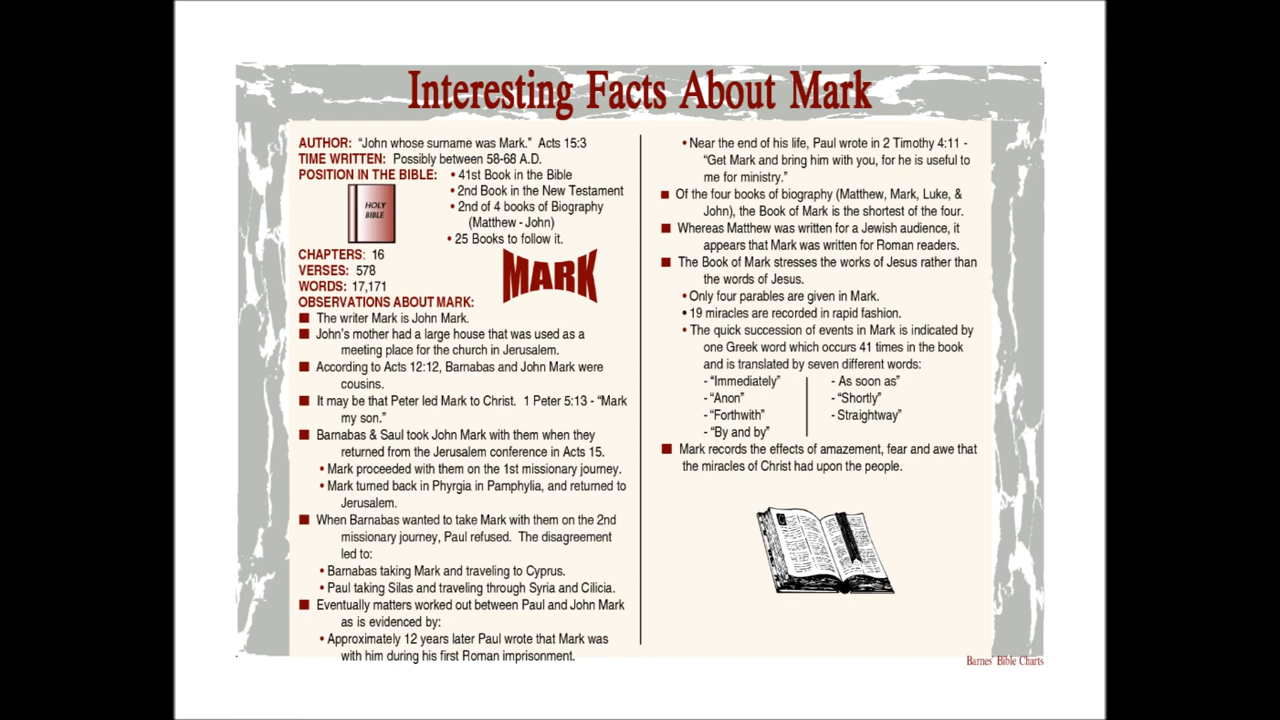 Interesting Facts About Mark
AUTHOR: “John whose surname was Mark.” Acts 15:3
TIME WRITTEN: Possibly between 58-68 A.D.
POSITION IN THE BIBLE: • 41st Book in the Bible
• 2nd Book in the New Testament
• 2nd of 4 books of Biography
(Matthew - John)
• 25 Books to follow it.
HOLY
BIBLE
CHAPTERS: 16
VERSES: 578
WORDS: 17,171
MARK
OBSERVATIONS ABOUT MARK:
■ The writer Mark is John Mark.
■ John’s mother had a large house that was used as a
meeting place for the church in Jerusalem.
■ According to Acts 12:12, Barnabas and John Mark were
cousins.
■ It may be that Peter led Mark to Christ. 1 Peter 5:13 - “Mark
my son.”
■ Barnabas & Saul took John Mark with them when they
returned from the Jerusalem conference in Acts 15.
• Mark proceeded with them on the 1st missionary journey.
• Mark turned back in Phyrgia in Pamphylia, and returned to
Jerusalem.
■ When Barnabas wanted to take Mark with them on the 2nd
missionary journey, Paul refused. The disagreement
led to:
• Barnabas taking Mark and traveling to Cyprus.
• Paul taking Silas and traveling through Syria and Cilicia.
■ Eventually matters worked out between Paul and John Mark
as is evidenced by:
• Approximately 12 years later Paul wrote that Mark was
with him during his first Roman imprisonment.
• Near the end of his life, Paul wrote in 2 Timothy 4:11 -
“Get Mark and bring him with you, for he is useful to
me for ministry.”
■ Of the four books of biography (Matthew, Mark, Luke, &
John), the Book of Mark is the shortest of the four.
■ Whereas Matthew was written for a Jewish audience, it
appears that Mark was written for Roman readers.
■ The Book of Mark stresses the works of Jesus rather than
the words of Jesus.
• Only four parables are given in Mark.
• 19 miracles are recorded in rapid fashion.
• The quick succession of events in Mark is indicated by
one Greek word which occurs 41 times in the book
and is translated by seven different words:
- “Immediately” - As soon as”
- “Anon” - “Shortly”
- “Forthwith” - Straightway”
- “By and by”
■ Mark records the effects of amazement, fear and awe that
the miracles of Christ had upon the people.
Barnes’ Bible Charts